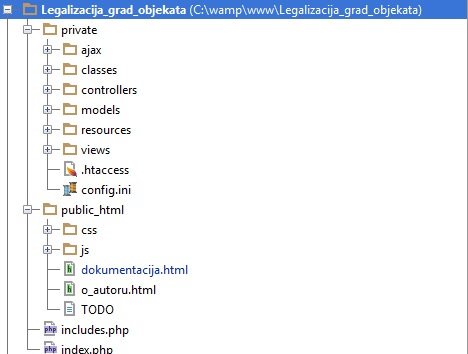 Legalizacija_grad_objekata (C:\wamp\www\Legalizacija_grad_objekata)
private
ajax
classes
controllers
models
resources
views
.htaccess
config.ini
public_html
css
js
dokumentacija.html
o_autoru.html
TODO
includes.php
index.php